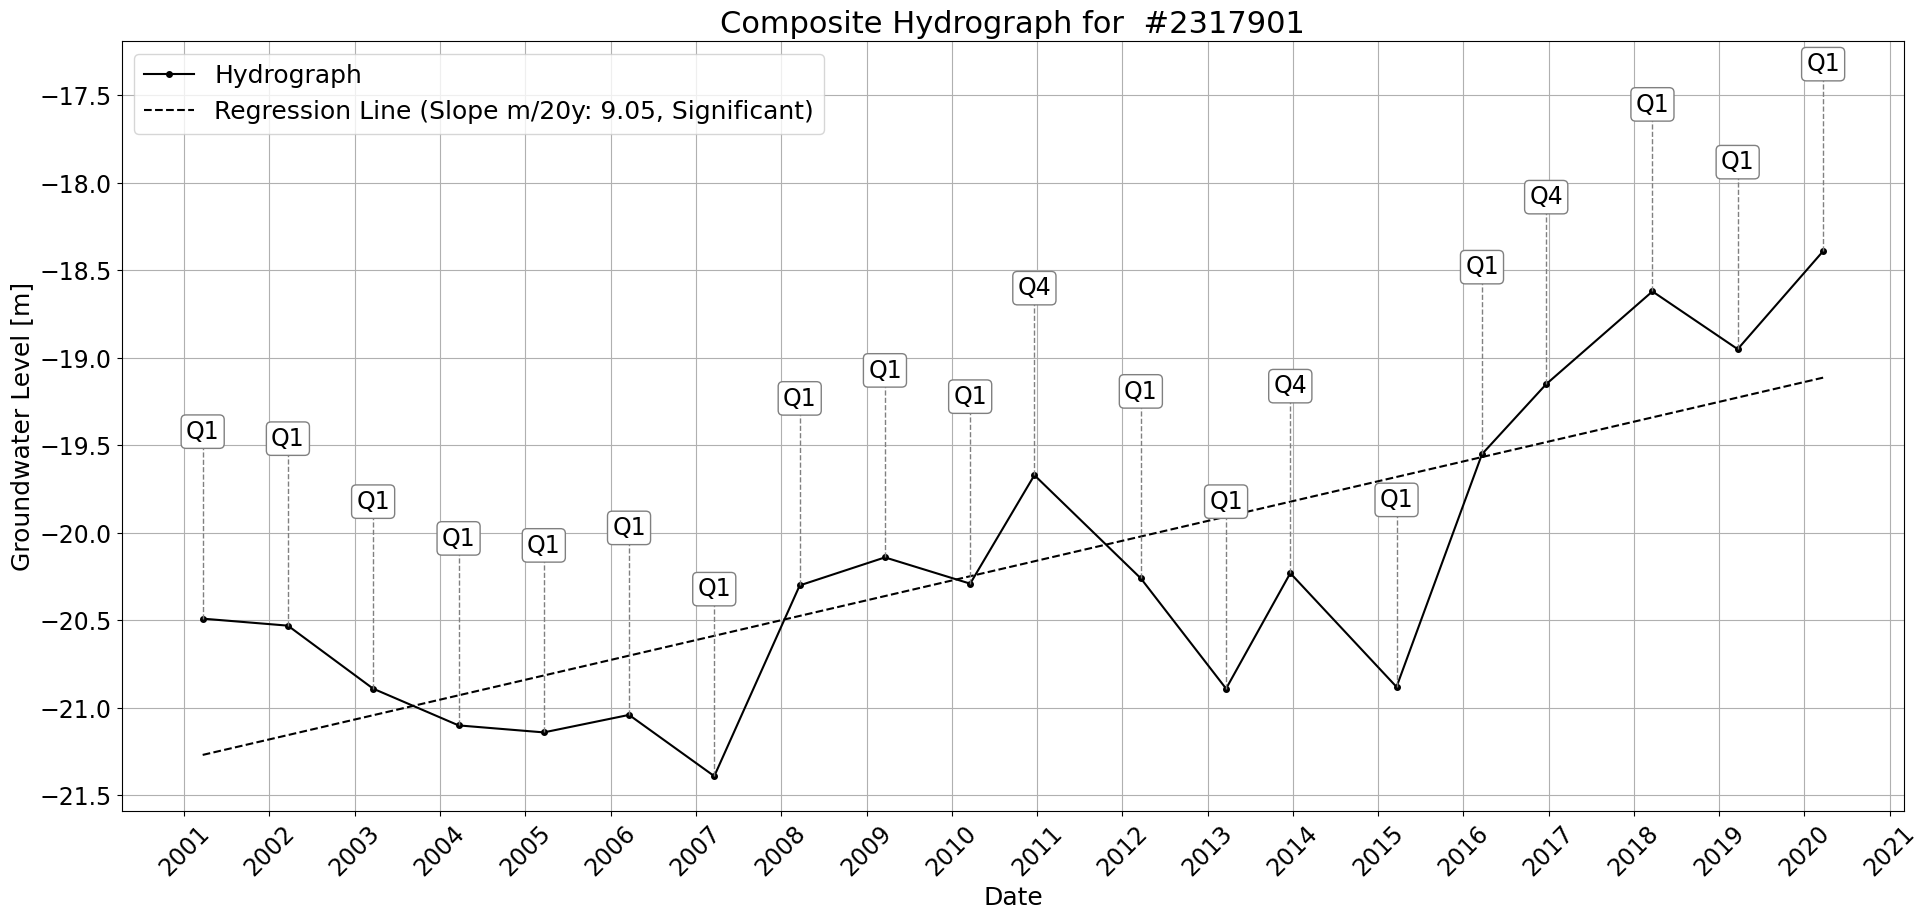 Composite Hydrograph for  #2317901
Hydrograph
Regression Line (Slope m/20y: 9.05, Significant)
Groundwater Level [m]
−17.5
−18.0
−18.5
−19.0
−19.5
−20.0
−20.5
−21.0
−21.5
Q1
Q1
Q1
Q1
Q1
Q1
Q1
Q1
Q1
Q1
Q4
Q1
Q1
Q4
Q1
Q1
Q4
Q1
Q1
Q1
2001
2002
2003
2004
2005
2006
2007
2008
2009
2010
2011
2012
2013
2014
2015
2016
2017
2018
2019
2020
2021
Date